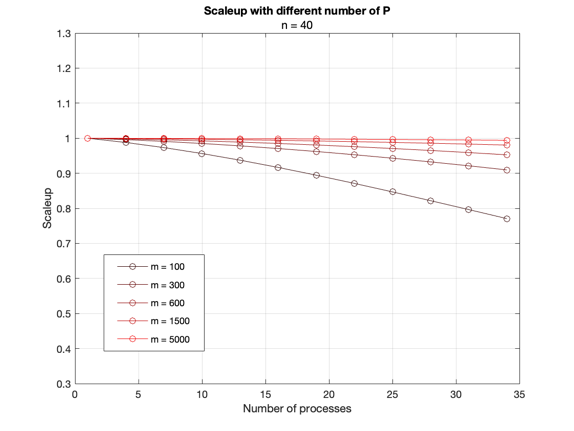 Scaleup with different number of P
n = 40
1.3
1.2
1.1
1
0.9
0.8
0.7
0.6
0.5
0.4
0.3
Scaleup
m = 100
m = 300
m = 600
m = 1500
m = 5000
0 5 10 15 20 25 30 35
Number of processes